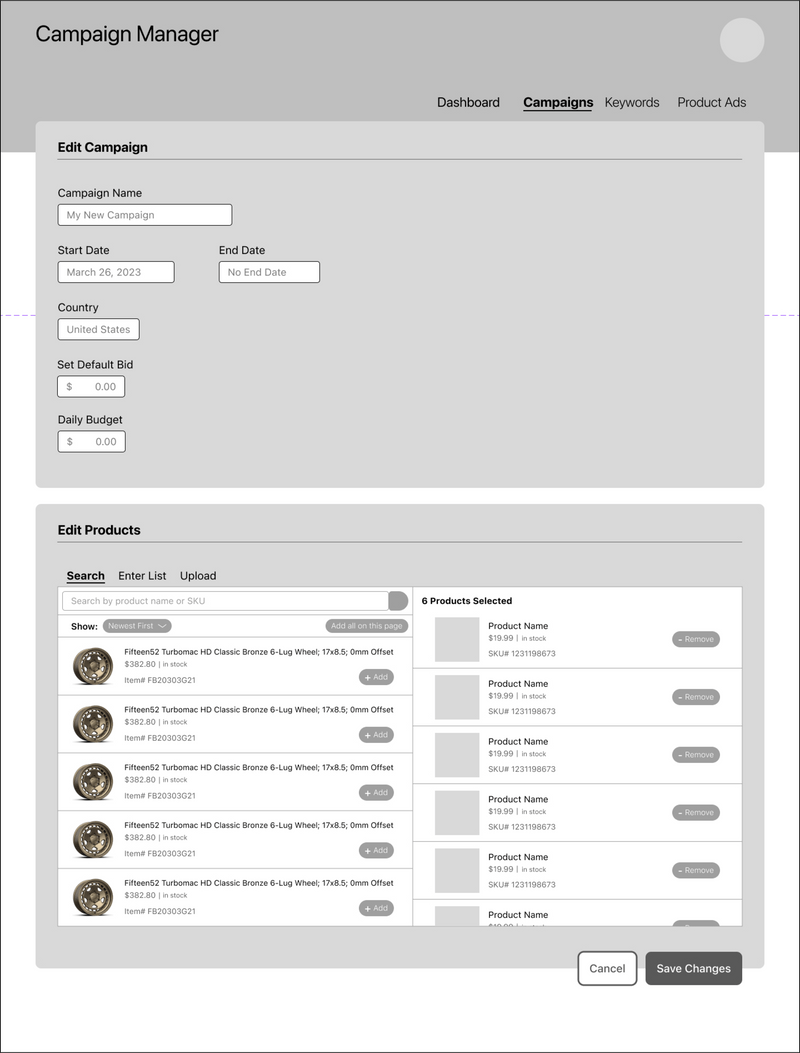 Campaign Manager
Dashboard Campaigns Keywords Product Ads
Edit Campaign
Campaign Name
My New Campaign
Start Date End Date
March 26, 2023 No End Date
Country
United States
Set Default Bid
$ 0.00
Daily Budget
$ 0.00
Edit Products
Search Enter List Upload
Search by product name or SKU
Show: Newest First Add all on this page
Fifteen52 Turbomac HD Classic Bronze 6-Lug Wheel; 17x8.5; 0mm Offset
$382.80 | in stock
Item# FB20303G21
+ Add
Fifteen52 Turbomac HD Classic Bronze 6-Lug Wheel; 17x8.5; 0mm Offset
$382.80 | in stock
Item# FB20303G21
+ Add
Fifteen52 Turbomac HD Classic Bronze 6-Lug Wheel; 17x8.5; 0mm Offset
$382.80 | in stock
Item# FB20303G21
+ Add
Fifteen52 Turbomac HD Classic Bronze 6-Lug Wheel; 17x8.5; 0mm Offset
$382.80 | in stock
Item# FB20303G21
+ Add
Fifteen52 Turbomac HD Classic Bronze 6-Lug Wheel; 17x8.5; 0mm Offset
$382.80 | in stock
Item# FB20303G21
+ Add
6 Products Selected
Product Name
$19.99 | in stock
SKU# 1231198673
- Remove
Product Name
$19.99 | in stock
SKU# 1231198673
- Remove
Product Name
$19.99 | in stock
SKU# 1231198673
- Remove
Product Name
$19.99 | in stock
SKU# 1231198673
- Remove
Product Name
$19.99 | in stock
SKU# 1231198673
- Remove
Product Name
$19.99 | in stock
- Remove
Cancel Save Changes